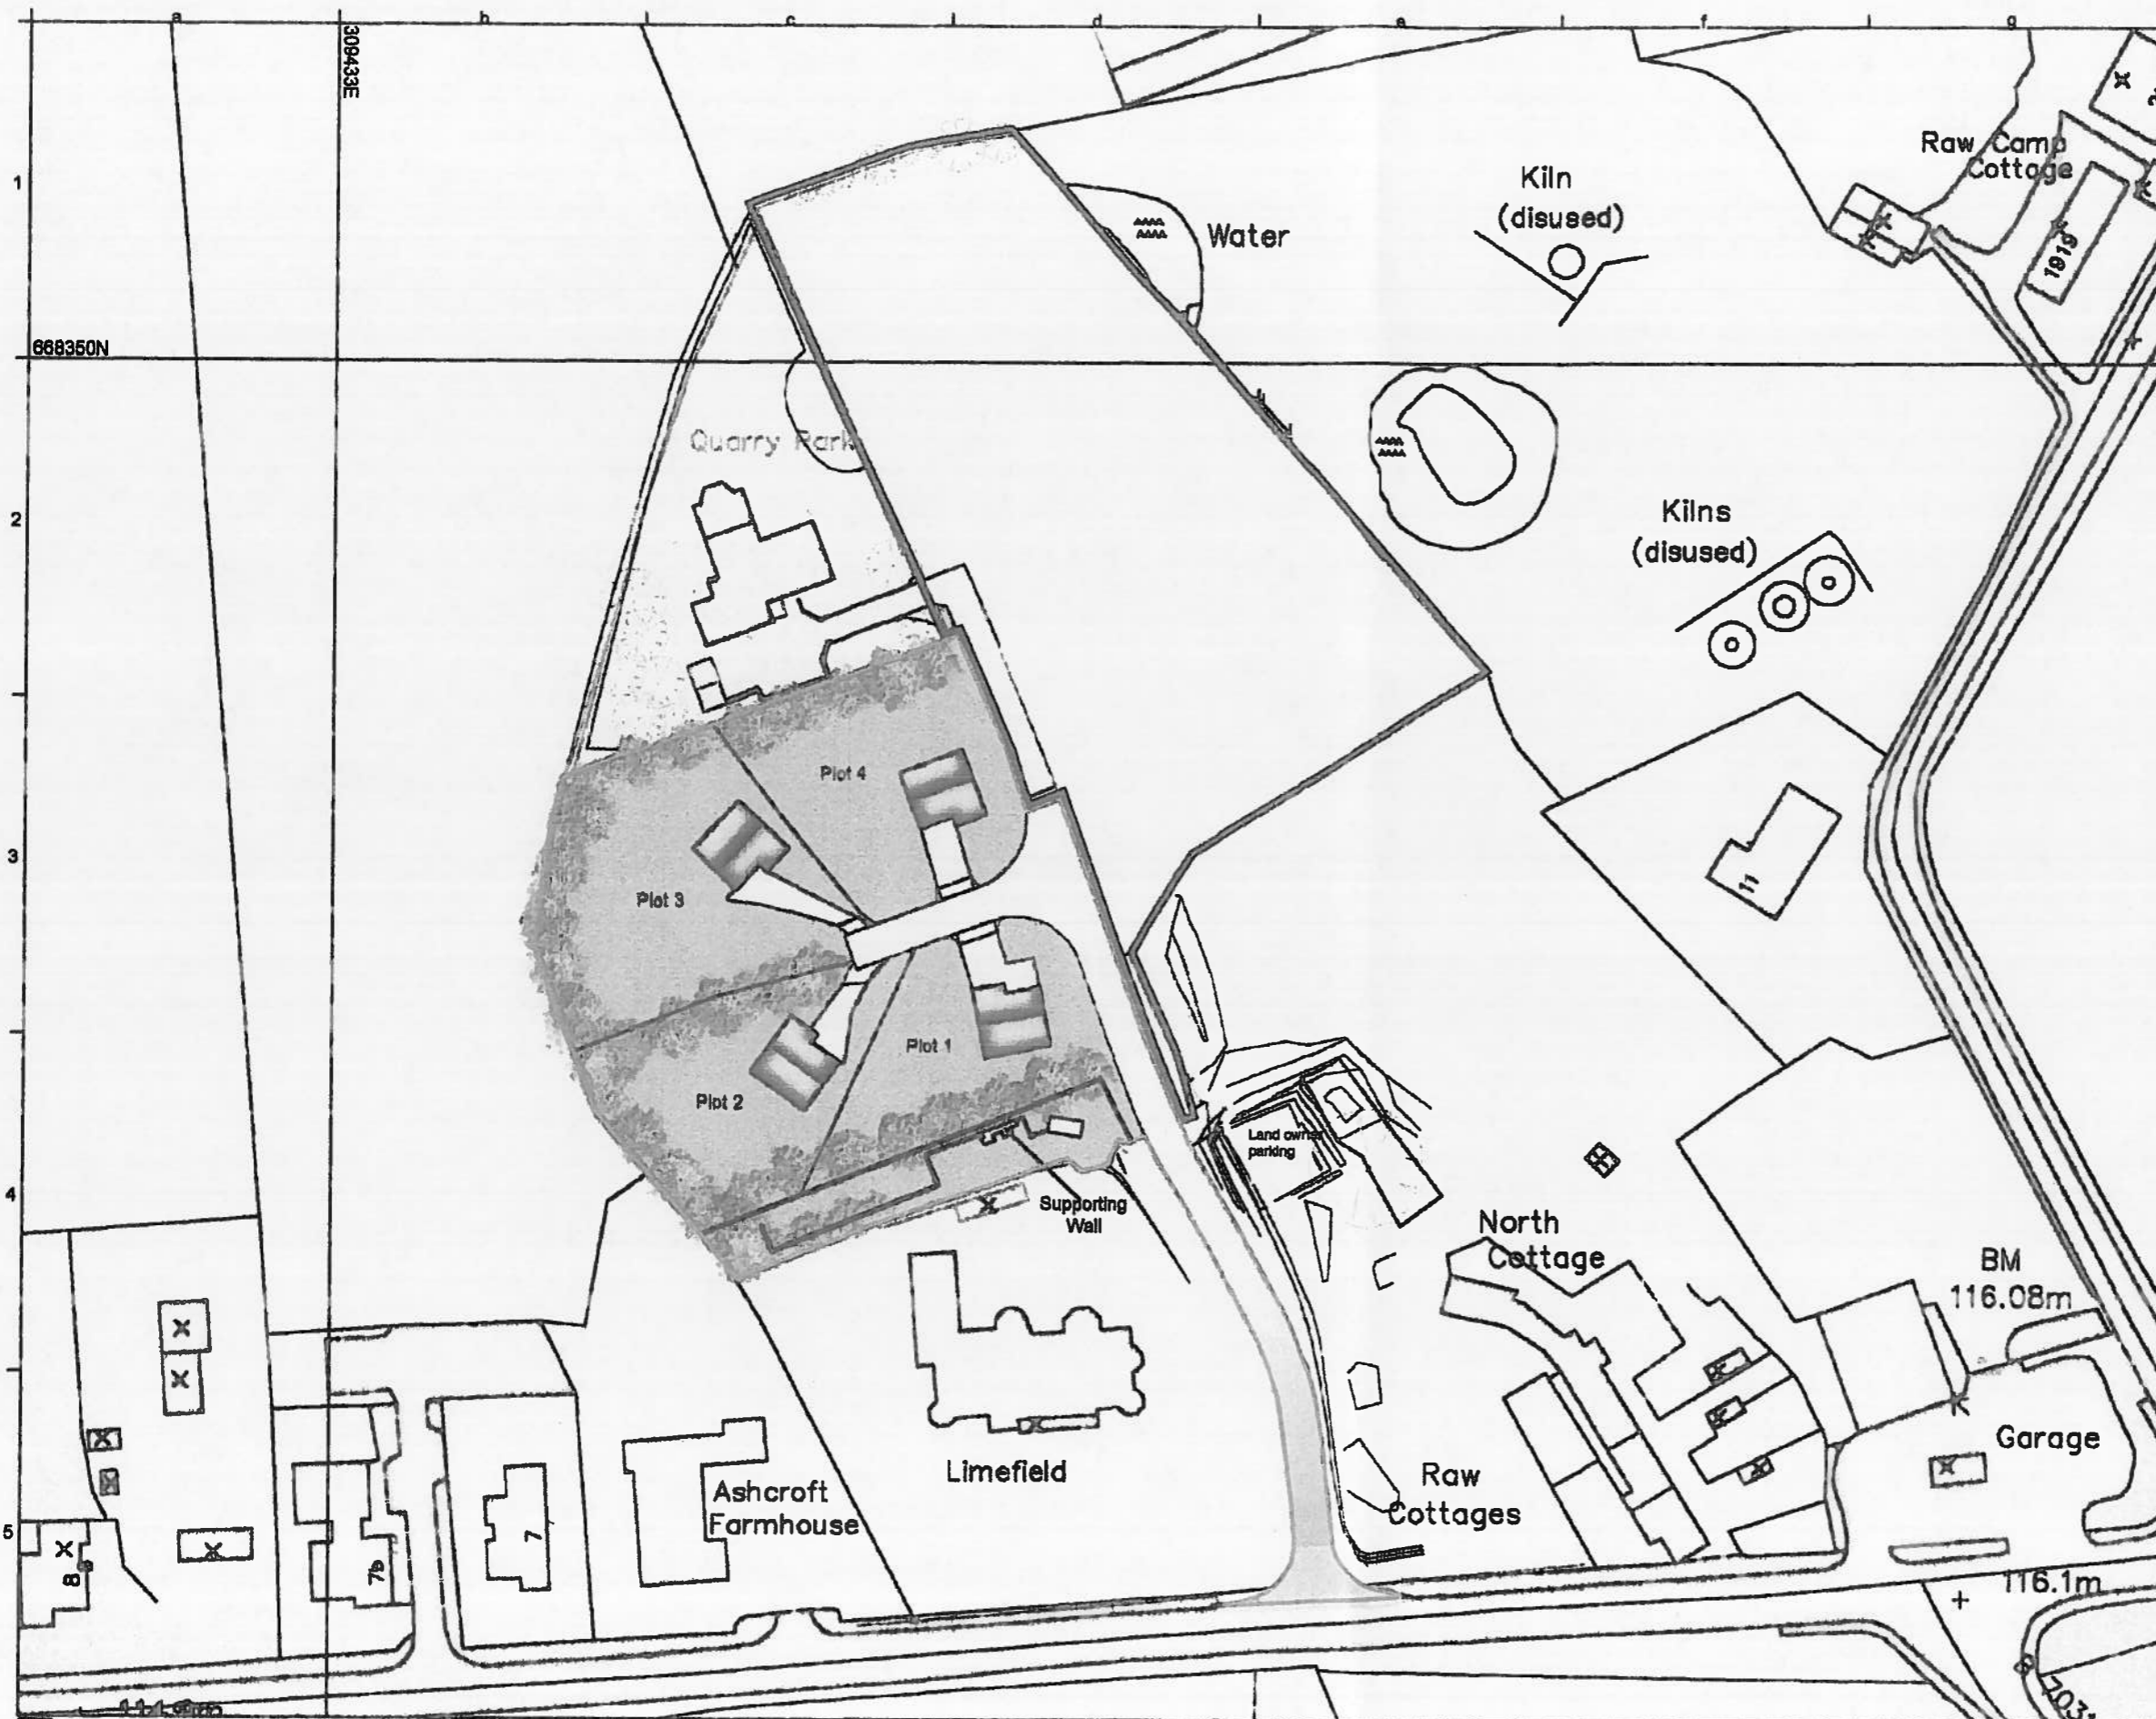 a
b
c
d
e
f
g
309433E
1
Raw Camp
Cottage
Kiln
(disused)
Water
191g
668350N
Quarry Park
2
Kilns
(disused)
Plot 4
3
11
Plot 3
Plot 1
Plot 2
Land owner
parking
4
Supporting
Wall
North
Cottage
BM
116.08m
Garage
Limefield
Raw
Cottages
Ashcroft
Farmhouse
5
7
7b
8
116.1m